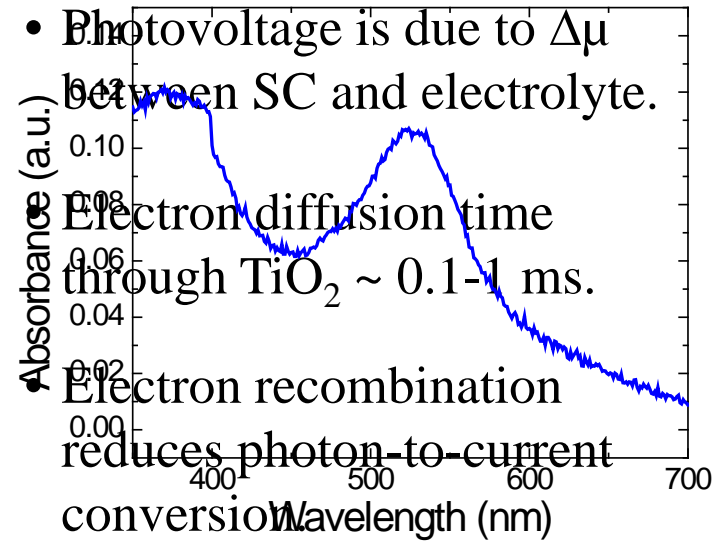 • Photovoltage is due to Δμ
between SC and electrolyte.
• Electron diffusion time
through TiO₂ ~ 0.1-1 ms.
• Electron recombination
reduces photon-to-current
conversion.
Absorbance (a.u.)
0.14
0.12
0.10
0.08
0.06
0.04
0.02
0.00
400 500 600 700
Wavelength (nm)